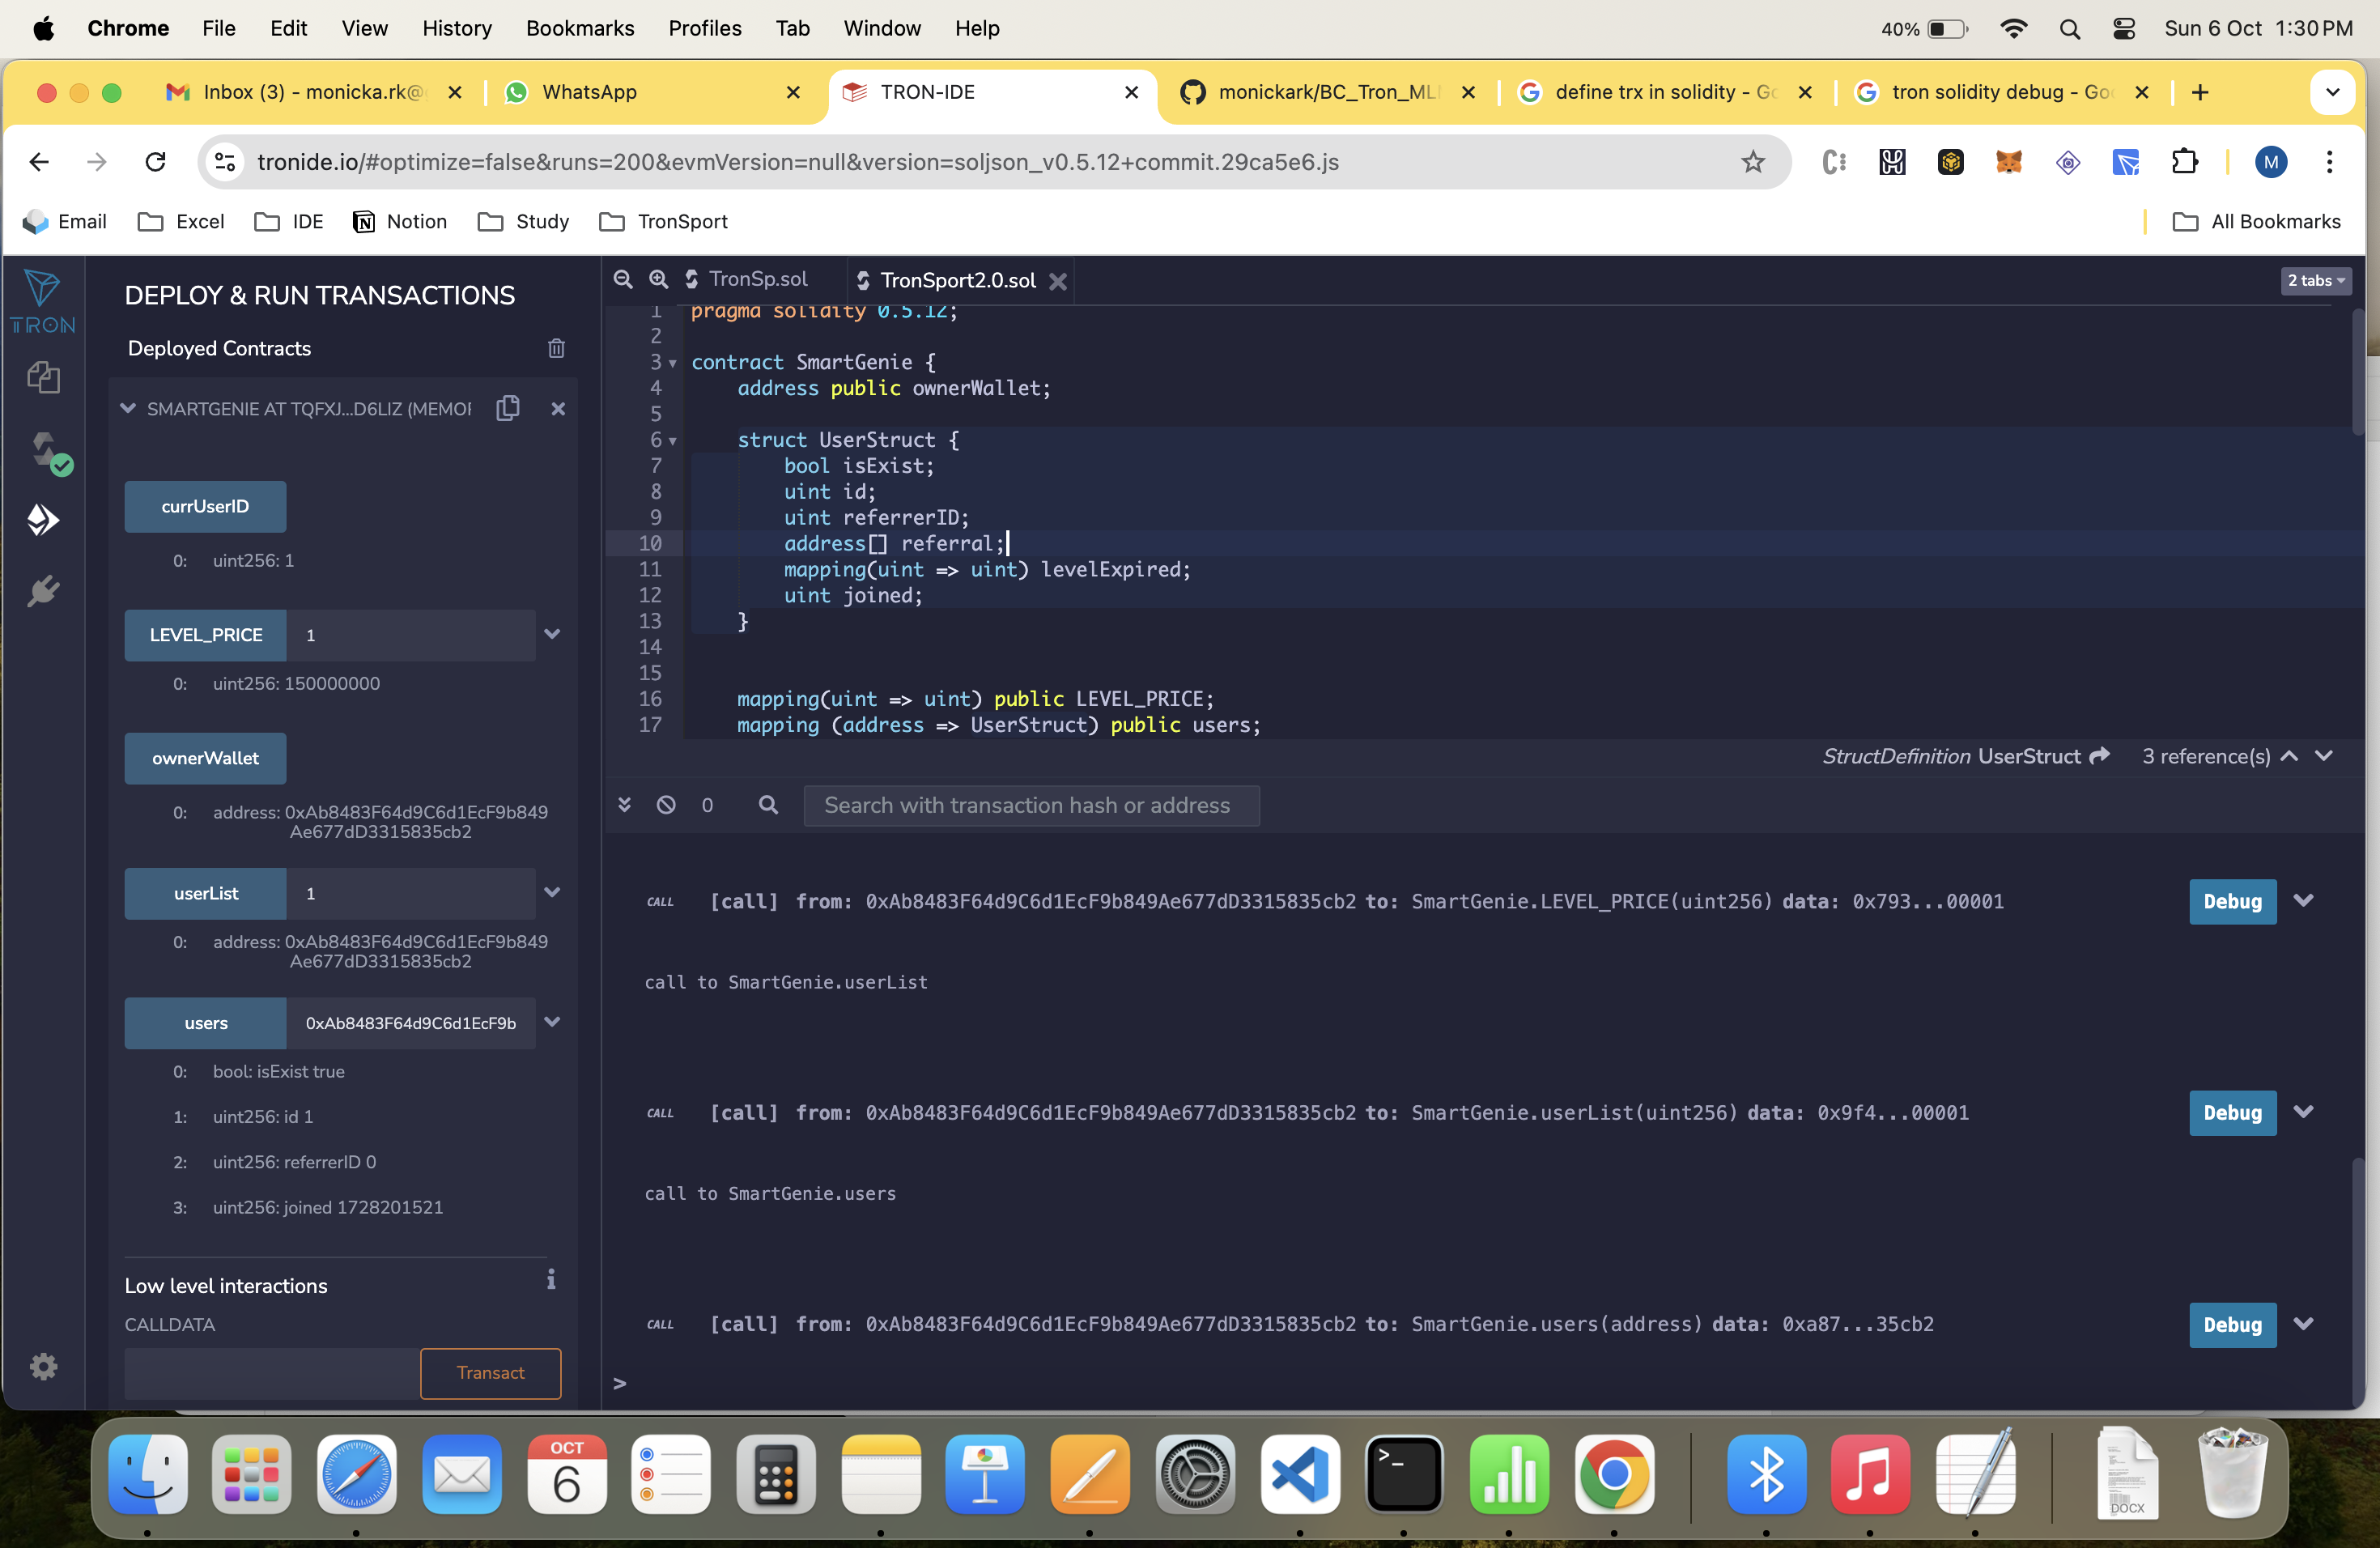 Chrome File Edit View History Bookmarks Profiles Tab Window Help 40% Sun 6 Oct 1:30 PM
Inbox (3) - monicka.rk@ WhatsApp TRON-IDE monickark/BC_Tron_ML define trx in solidity - Go tron solidity debug - Goo
tronide.io/#optimize=false&runs=200&evmVersion=null&version=soljson_v0.5.12+commit.29ca5e6.js M
Email Excel IDE Notion Study TronSport All Bookmarks
TRON
DEPLOY & RUN TRANSACTIONS
Deployed Contracts
SMARTGENIE AT TQFXJ...D6LIZ (MEMOR
currUserID
0: uint256: 1
LEVEL_PRICE 1
0: uint256: 150000000
ownerWallet
0: address: 0xAb8483F64d9C6d1EcF9b849
Ae677dD3315835cb2
userList 1
0: address: 0xAb8483F64d9C6d1EcF9b849
Ae677dD3315835cb2
users 0xAb8483F64d9C6d1EcF9b
0: bool: isExist true
1: uint256: id 1
2: uint256: referrerID 0
3: uint256: joined 1728201521
Low level interactions
CALLDATA
Transact
TronSp.sol TronSport2.0.sol 2 tabs
1 pragma solidity 0.5.12;
2
3 contract SmartGenie {
4 address public ownerWallet;
5
6 struct UserStruct {
7 bool isExist;
8 uint id;
9 uint referrerID;
10 address[] referral;
11 mapping(uint => uint) levelExpired;
12 uint joined;
13 }
14
15
16 mapping(uint => uint) public LEVEL_PRICE;
17 mapping (address => UserStruct) public users;
StructDefinition UserStruct 3 reference(s)
0 Search with transaction hash or address
CALL [call] from: 0xAb8483F64d9C6d1EcF9b849Ae677dD3315835cb2 to: SmartGenie.LEVEL_PRICE(uint256) data: 0x793...00001 Debug
call to SmartGenie.userList
CALL [call] from: 0xAb8483F64d9C6d1EcF9b849Ae677dD3315835cb2 to: SmartGenie.userList(uint256) data: 0x9f4...00001 Debug
call to SmartGenie.users
CALL [call] from: 0xAb8483F64d9C6d1EcF9b849Ae677dD3315835cb2 to: SmartGenie.users(address) data: 0xa87...35cb2 Debug
>
OCT
6
>_
DOCX